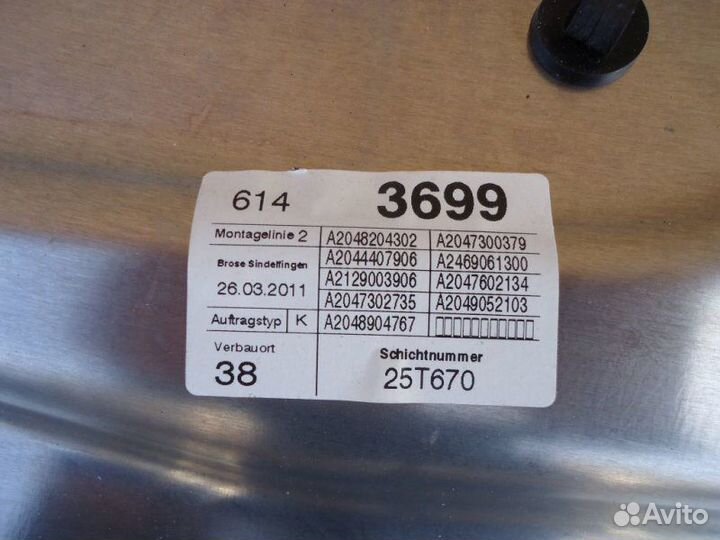 614 3699
Montagelinie 2 A2048204302 A2047300379
A2044407906 A2469061300
Brose Sindelfingen
A2129003906 A2047602134
26.03.2011
A2047302735 A2049052103
Auftragstyp K A2048904767 □□□□□□□□□□□
Verbauort Schichtnummer
38 25T670
Avito